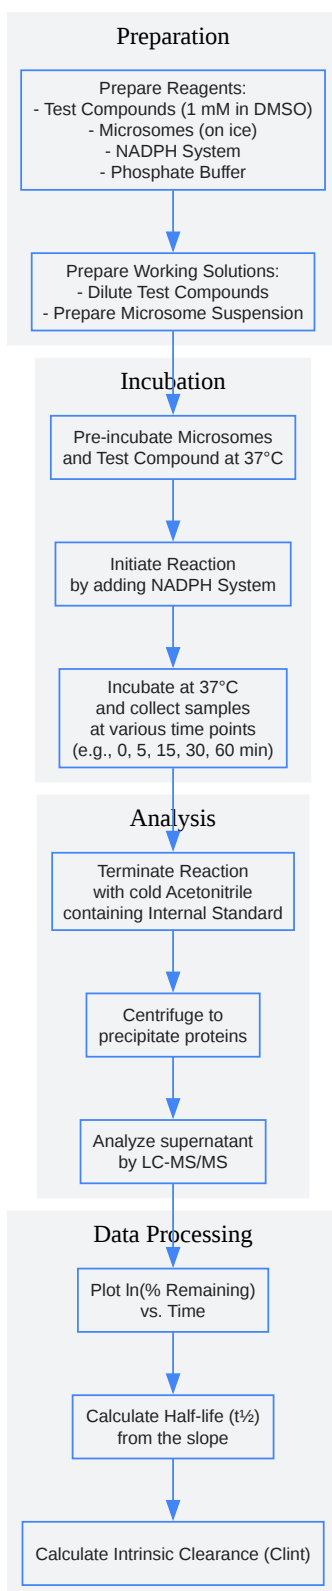 Preparation
Prepare Reagents:
- Test Compounds (1 mM in DMSO)
- Microsomes (on ice)
- NADPH System
- Phosphate Buffer
Prepare Working Solutions:
- Dilute Test Compounds
- Prepare Microsome Suspension
Incubation
Pre-incubate Microsomes
and Test Compound at 37°C
Initiate Reaction
by adding NADPH System
Incubate at 37°C
and collect samples
at various time points
(e.g., 0, 5, 15, 30, 60 min)
Analysis
Terminate Reaction
with cold Acetonitrile
containing Internal Standard
Centrifuge to
precipitate proteins
Analyze supernatant
by LC-MS/MS
Data Processing
Plot ln(% Remaining)
vs. Time
Calculate Half-life (t½)
from the slope
Calculate Intrinsic Clearance (Clint)